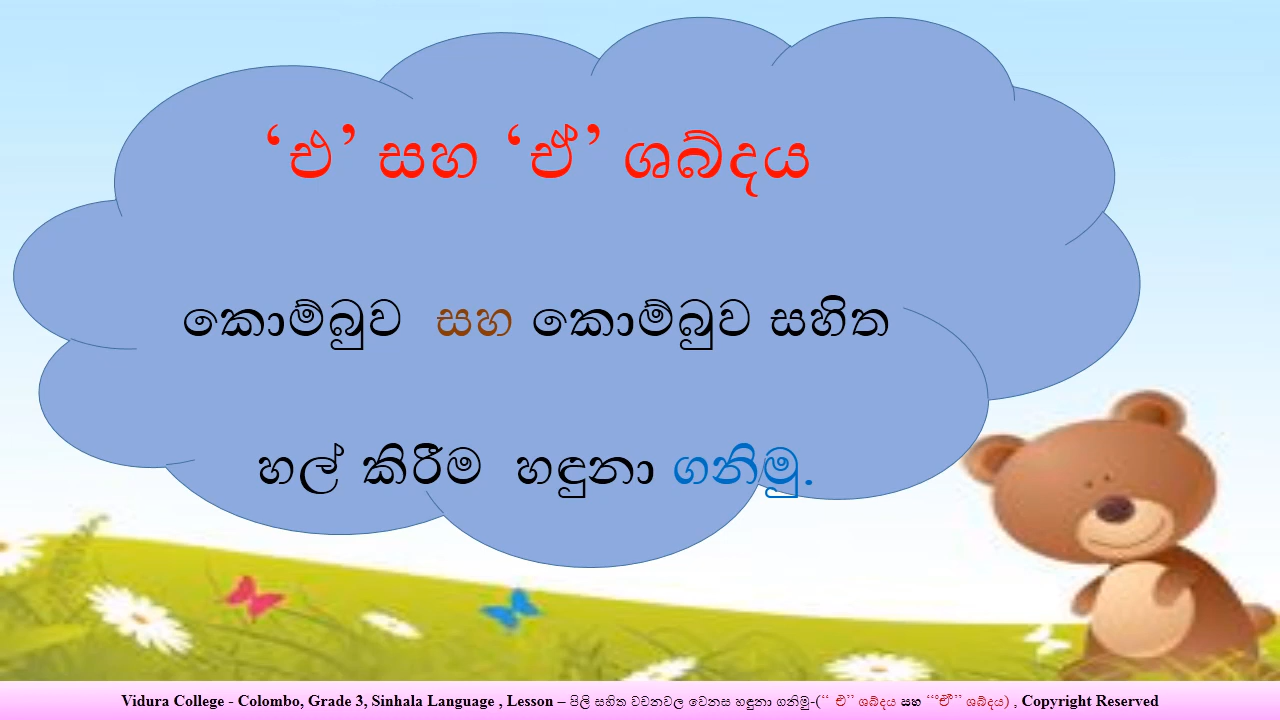 ‘එ’ සහ ‘ඒ’ ශබ්දය
කොම්බුව සහ කොම්බුව සහිත
හල් කිරීම හඳුනා ගනිමු.
Vidura College - Colombo, Grade 3, Sinhala Language , Lesson – පිලි සහිත වචනවල වෙනස හඳුනා ගනිමු-(“ එ” ශබ්දය සහ “ඒ” ශබ්දය) , Copyright Reserved